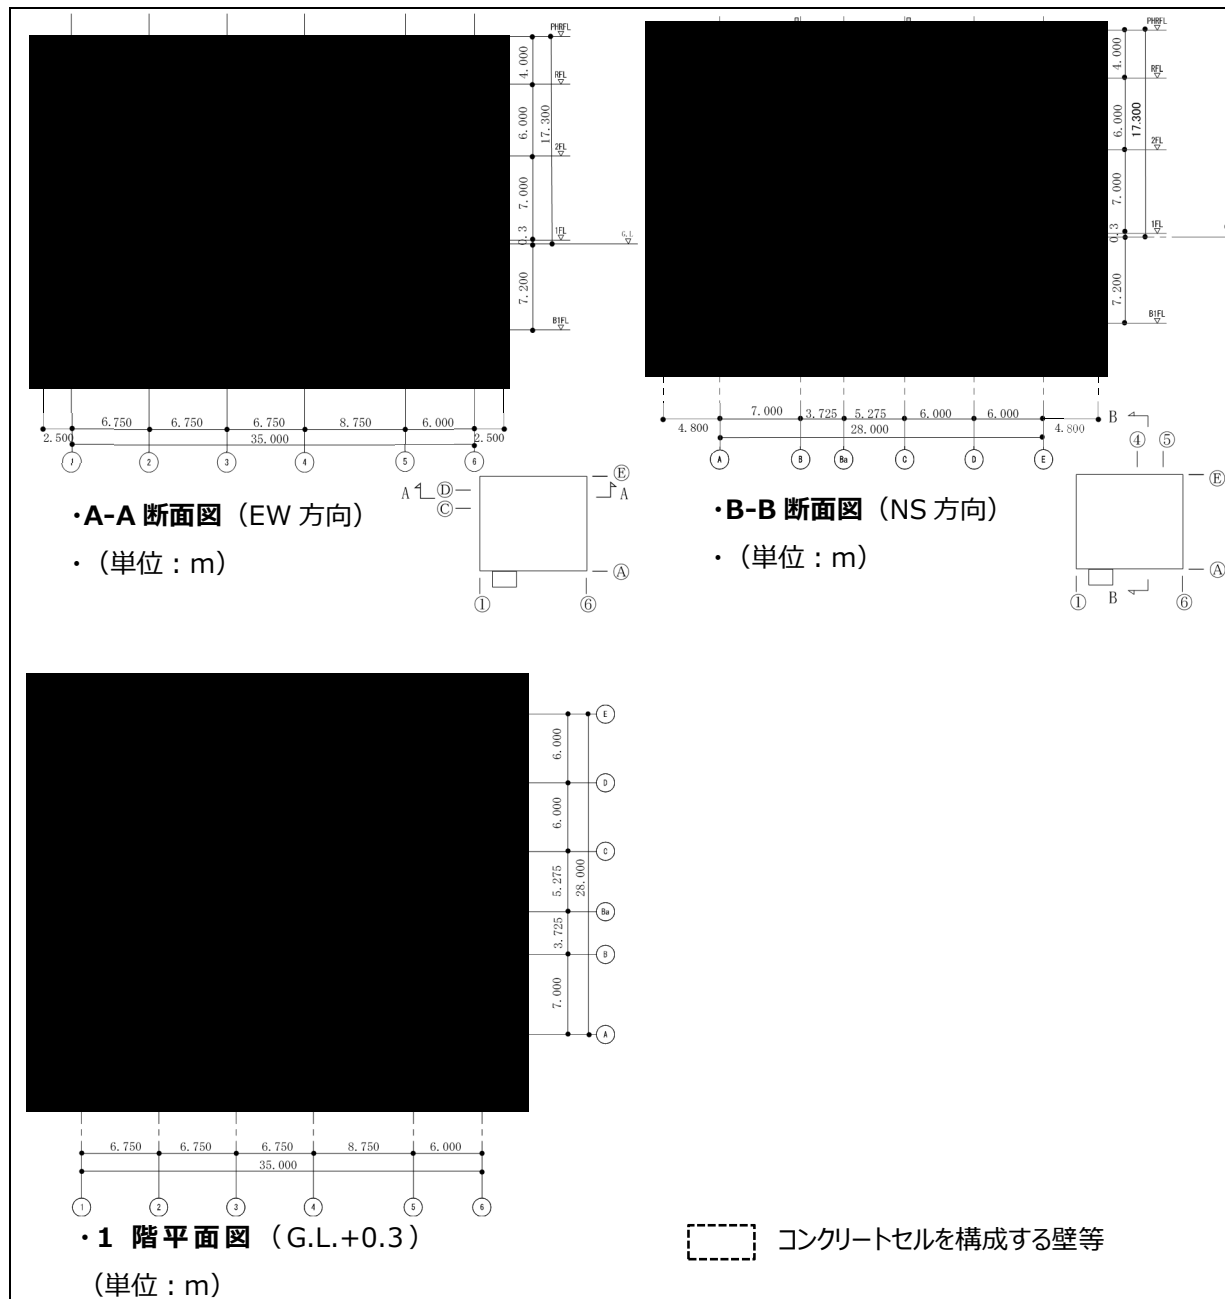 PHRFL
4.000
RFL
6.000
17.300
2FL
7.000
0.3
1FL
G.L
7.200
B1FL
6.750 6.750 6.750 8.750 6.000
2.500 35.000 2.500
1 2 3 4 5 6
・A-A 断面図（EW 方向）
・（単位：m）
A A
Ⓔ
Ⓓ
Ⓒ
Ⓐ
① ⑥
PHRFL
4.000
RFL
6.000
17.300
2FL
7.000
0.3
1FL
7.200
B1FL
7.000 3.725 5.275 6.000 6.000
4.800 28.000 4.800
A B Ba C D E
・B-B 断面図（NS 方向）
・（単位：m）
B
④ ⑤
Ⓔ
Ⓐ
① B ⑥
E
6.000
D
6.000
C
5.275
28.000
Ba
3.725
B
7.000
A
6.750 6.750 6.750 8.750 6.000
35.000
1 2 3 4 5 6
・1 階平面図（G.L.+0.3）
（単位：m）
コンクリートセルを構成する壁等